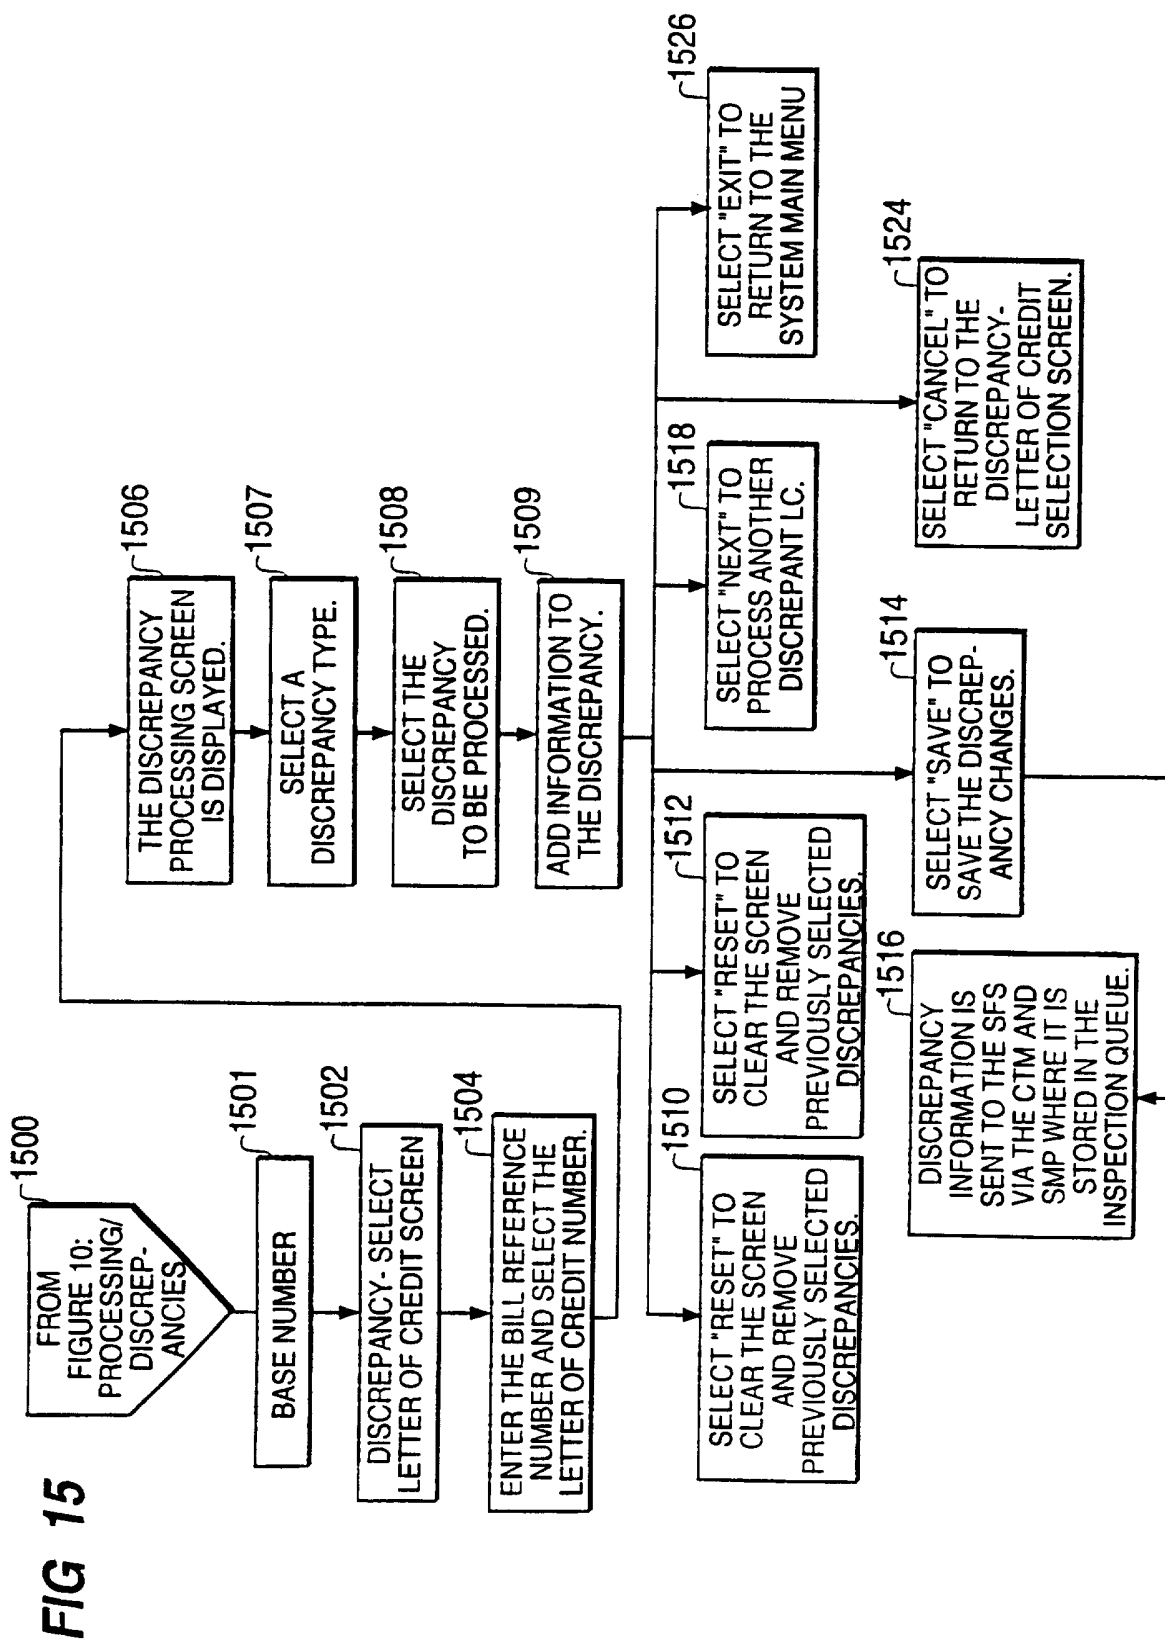 FIG 15
1500
FROM
FIGURE 10:
PROCESSING/
DISCREP-
ANCIES.
1501
BASE NUMBER
1502
DISCREPANCY- SELECT
LETTER OF CREDIT SCREEN
1504
ENTER THE BILL REFERENCE
NUMBER AND SELECT THE
LETTER OF CREDIT NUMBER.
1506
THE DISCREPANCY
PROCESSING SCREEN
IS DISPLAYED.
1507
SELECT A
DISCREPANCY TYPE.
1508
SELECT THE
DISCREPANCY
TO BE PROCESSED.
1509
ADD INFORMATION TO
THE DISCREPANCY.
1510
SELECT "RESET" TO
CLEAR THE SCREEN
AND REMOVE
PREVIOUSLY SELECTED
DISCREPANCIES.
1512
SELECT "RESET" TO
CLEAR THE SCREEN
AND REMOVE
PREVIOUSLY SELECTED
DISCREPANCIES.
1518
SELECT "NEXT" TO
PROCESS ANOTHER
DISCREPANT LC.
1526
SELECT "EXIT" TO
RETURN TO THE
SYSTEM MAIN MENU
1516
DISCREPANCY
INFORMATION IS
SENT TO THE SFS
VIA THE CTM AND
SMP WHERE IT IS
STORED IN THE
INSPECTION QUEUE.
1514
SELECT "SAVE" TO
SAVE THE DISCREP-
ANCY CHANGES.
1524
SELECT "CANCEL" TO
RETURN TO THE
DISCREPANCY-
LETTER OF CREDIT
SELECTION SCREEN.